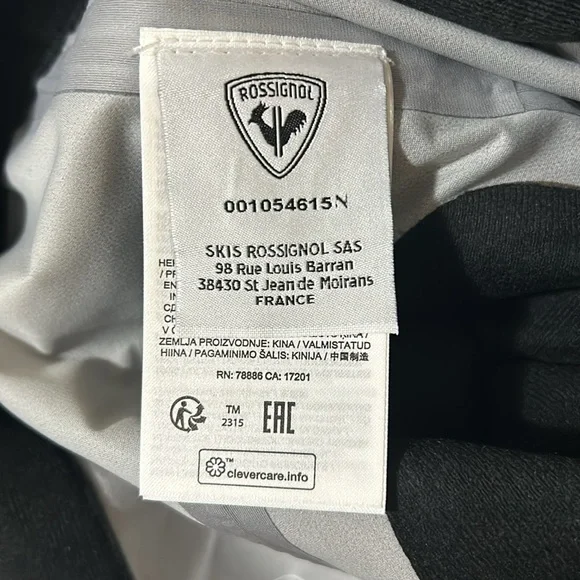 ROSSIGNOL
001054615N
SKIS ROSSIGNOL SAS
98 Rue Louis Barran
38430 St Jean de Moirans
FRANCE
ZEMLJA PROIZVODNJE: KINA / VALMISTATUD
HIINA / PAGAMINIMO ŠALIS: KINIJA / 中国制造
RN: 78886 CA: 17201
TM
2315
EAC
TM
clevercare.info